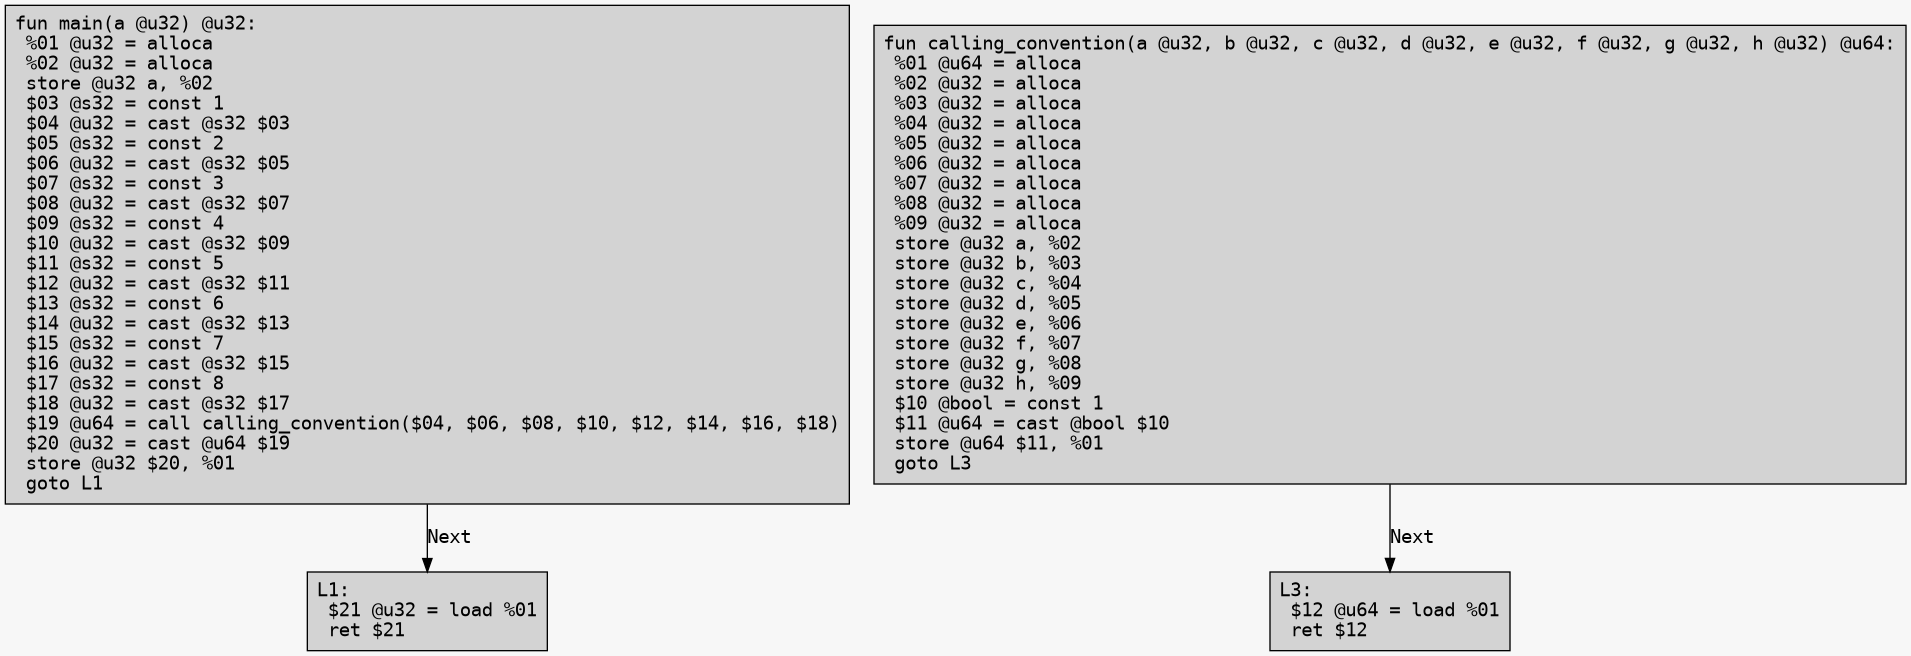 fun main(a @u32) @u32:
%01 @u32 = alloca
%02 @u32 = alloca
store @u32 a, %02
$03 @s32 = const 1
$04 @u32 = cast @s32 $03
$05 @s32 = const 2
$06 @u32 = cast @s32 $05
$07 @s32 = const 3
$08 @u32 = cast @s32 $07
$09 @s32 = const 4
$10 @u32 = cast @s32 $09
$11 @s32 = const 5
$12 @u32 = cast @s32 $11
$13 @s32 = const 6
$14 @u32 = cast @s32 $13
$15 @s32 = const 7
$16 @u32 = cast @s32 $15
$17 @s32 = const 8
$18 @u32 = cast @s32 $17
$19 @u64 = call calling_convention($04, $06, $08, $10, $12, $14, $16, $18)
$20 @u32 = cast @u64 $19
store @u32 $20, %01
goto L1
Next
L1:
$21 @u32 = load %01
ret $21
fun calling_convention(a @u32, b @u32, c @u32, d @u32, e @u32, f @u32, g @u32, h @u32) @u64:
%01 @u64 = alloca
%02 @u32 = alloca
%03 @u32 = alloca
%04 @u32 = alloca
%05 @u32 = alloca
%06 @u32 = alloca
%07 @u32 = alloca
%08 @u32 = alloca
%09 @u32 = alloca
store @u32 a, %02
store @u32 b, %03
store @u32 c, %04
store @u32 d, %05
store @u32 e, %06
store @u32 f, %07
store @u32 g, %08
store @u32 h, %09
$10 @bool = const 1
$11 @u64 = cast @bool $10
store @u64 $11, %01
goto L3
Next
L3:
$12 @u64 = load %01
ret $12